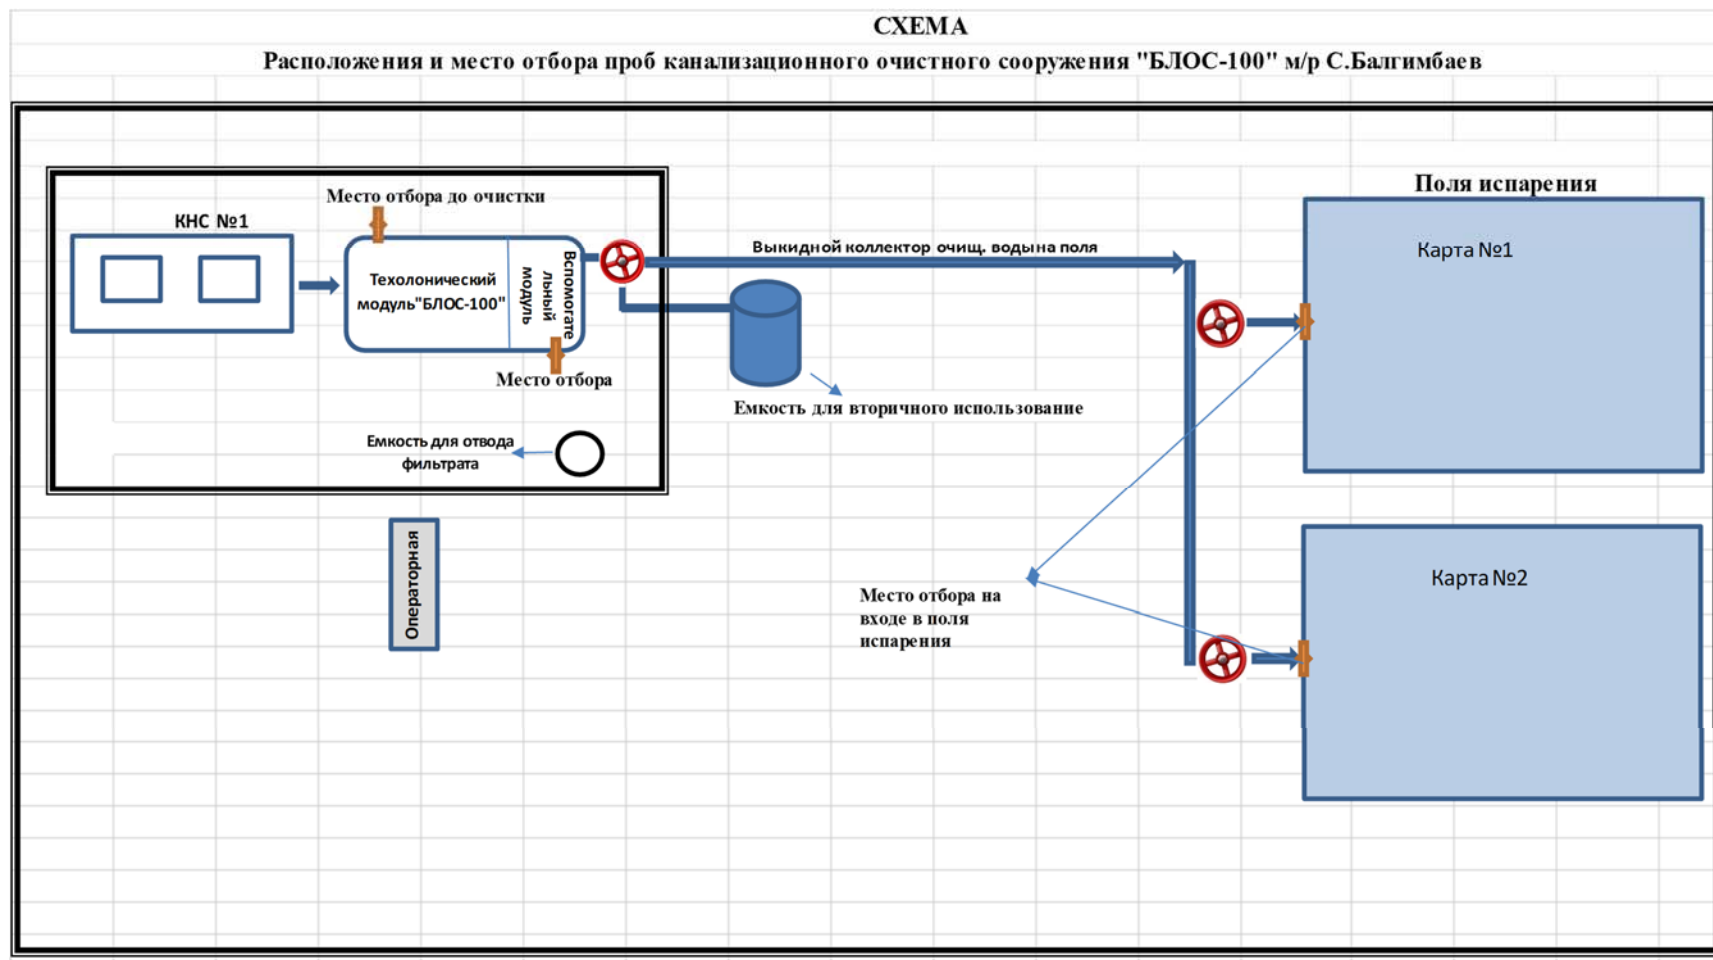 СХЕМА
Расположения и место отбора проб канализационного очистного сооружения "БЛОС-100" м/р С.Балгимбаев
Поля испарения
Место отбора до очистки
КНС №1
Выкидной коллектор очищ. водына поля
Карта №1
Техолонический
модуль"БЛОС-100"
Вспомогате
льный
модуль
Место отбора
Емкость для вторичного использование
Емкость для отвода
фильтрата
Операторная
Карта №2
Место отбора на
входе в поля
испарения